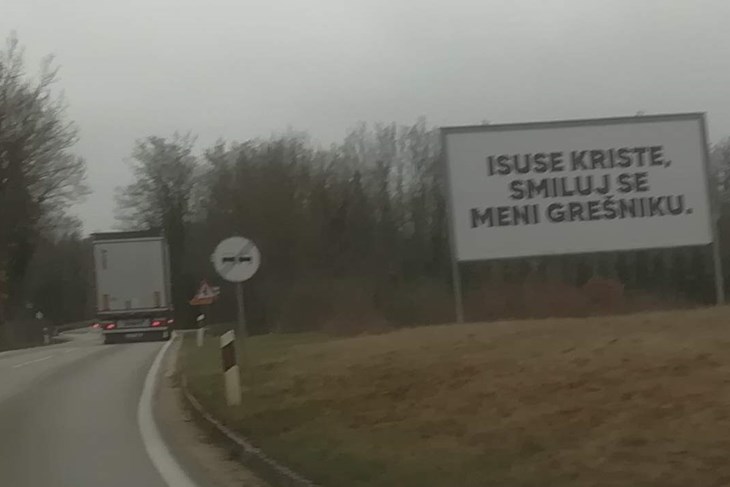 ISUSE KRISTE,
SMILUJ SE
MENI GREŠNIKU.